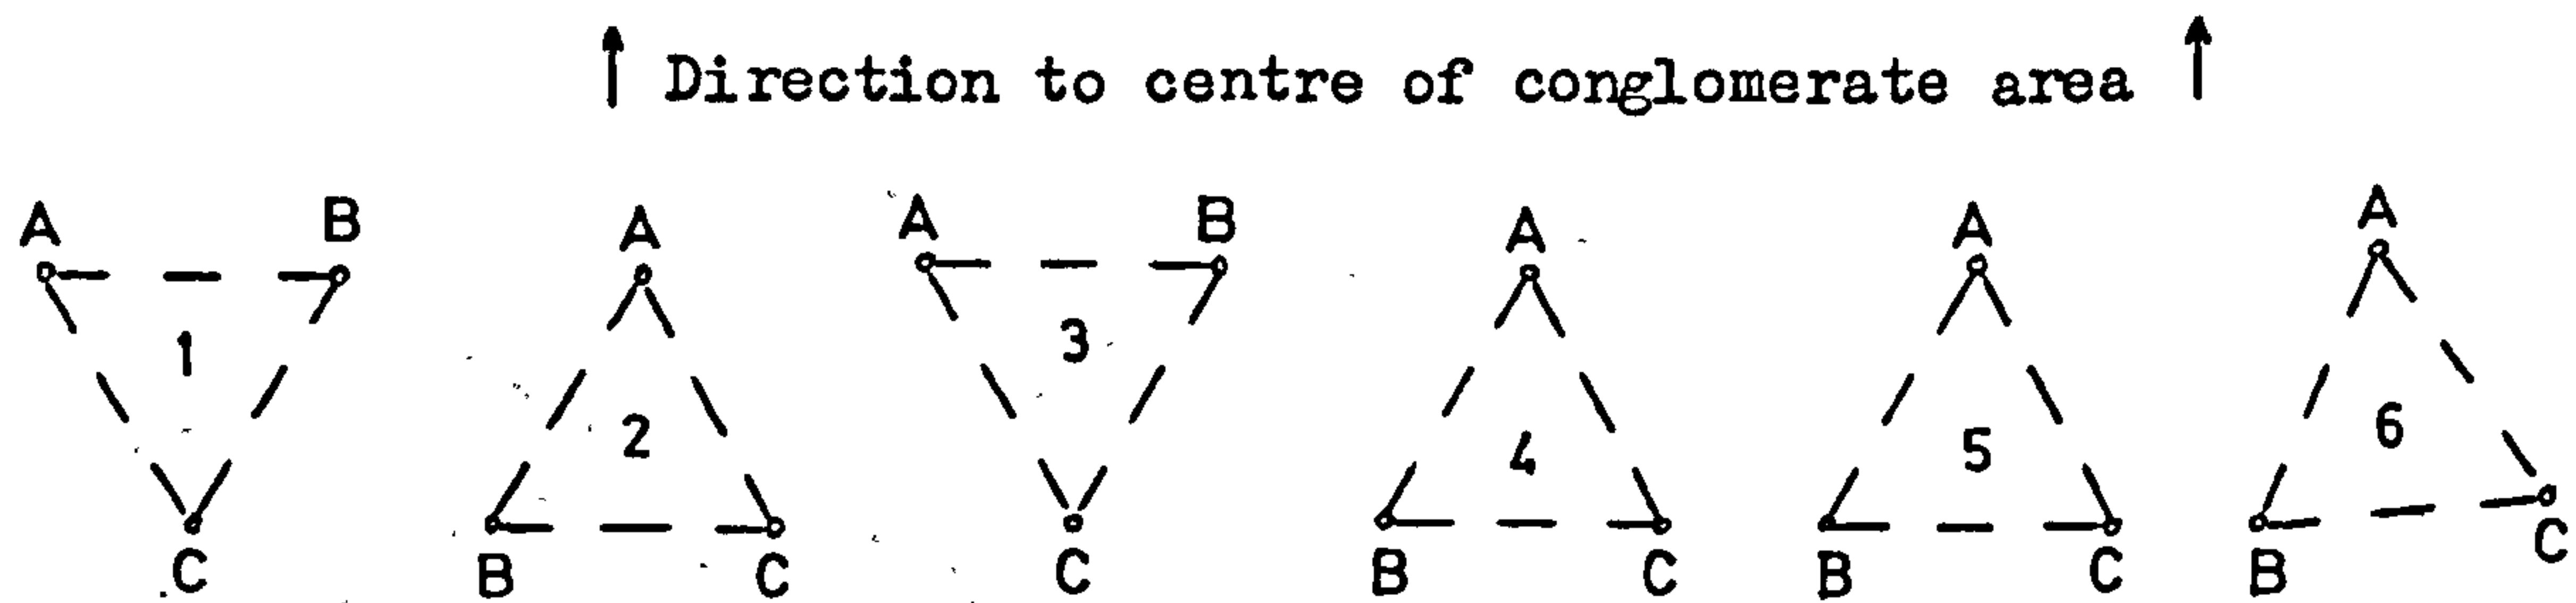 ↑ Direction to centre of conglomerate area ↑
A B A A B A A A
1 2 3 4 5 6
C B C C B C B C B C